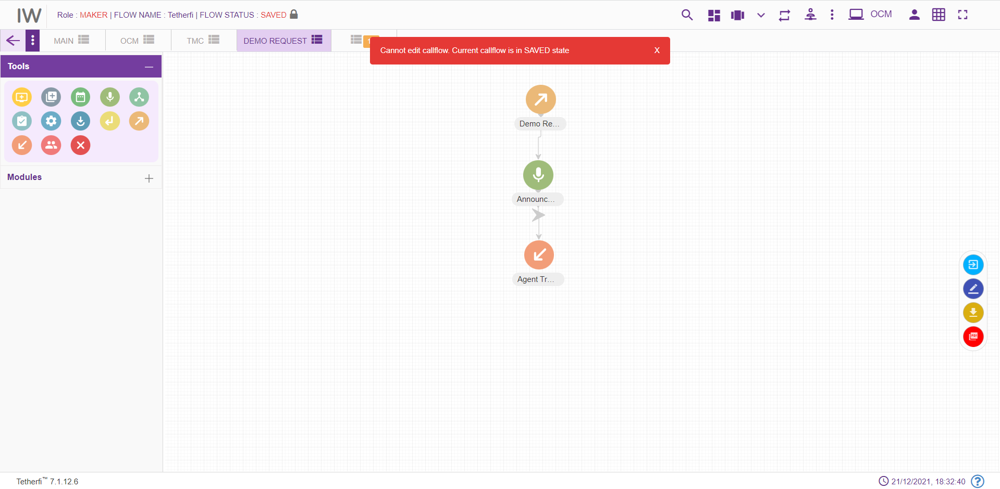 IW
Role : MAKER | FLOW NAME : Tetherfi | FLOW STATUS : SAVED
OCM
MAIN
OCM
TMC
DEMO REQUEST
Cannot edit callflow. Current callflow is in SAVED state
X
Tools
Modules
Demo Re...
Announc...
Agent Tr...
PDF
Tetherfi™ 7.1.12.6
21/12/2021, 18:32:40
?